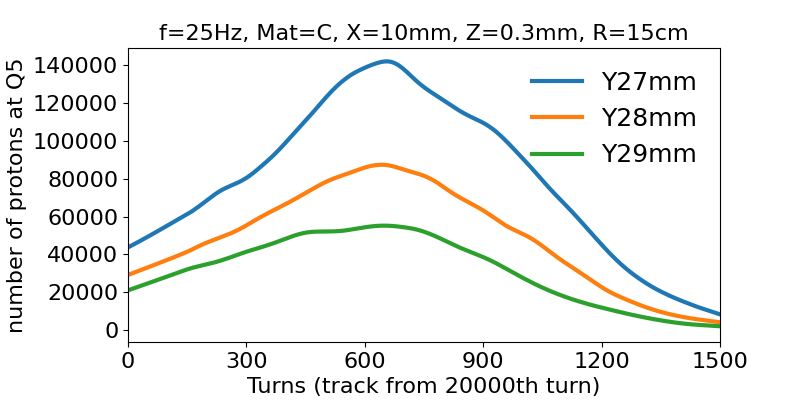 f=25Hz, Mat=C, X=10mm, Z=0.3mm, R=15cm
number of protons at Q5
140000
120000
100000
80000
60000
40000
20000
0
Y27mm
Y28mm
Y29mm
0 300 600 900 1200 1500
Turns (track from 20000th turn)